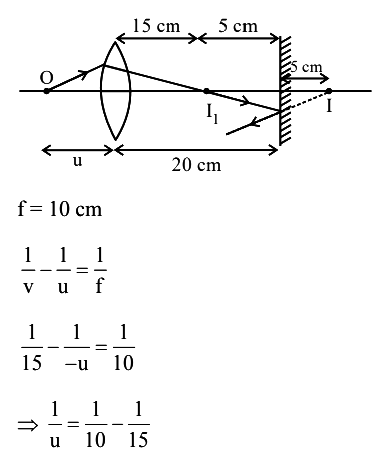 15 cm 5 cm
5 cm
O I₁ I
u 20 cm
f = 10 cm
1/v - 1/u = 1/f
1/15 - 1/-u = 1/10
⇒ 1/u = 1/10 - 1/15